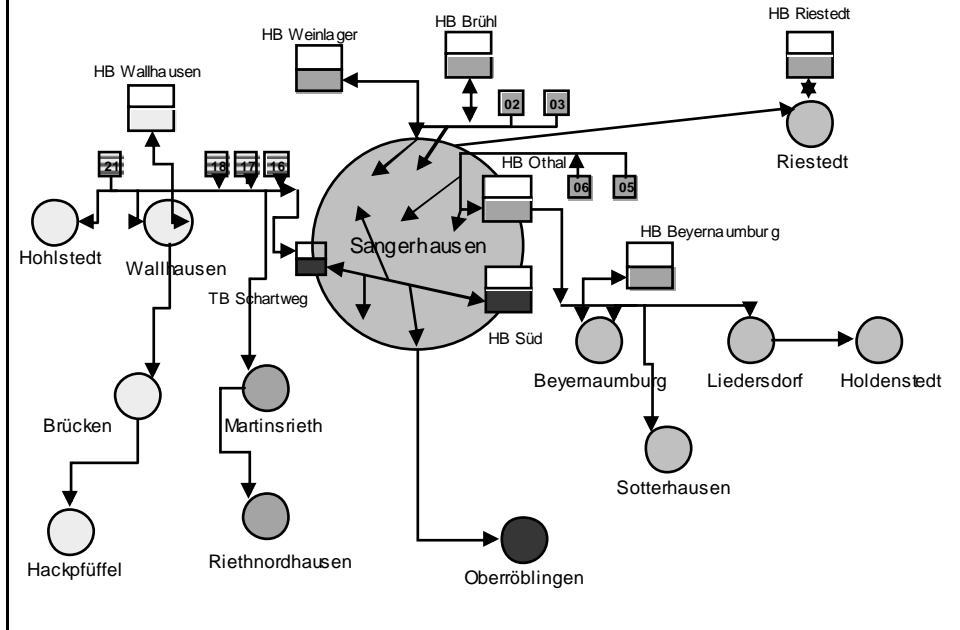 HB Riestedt
HB Brühl
HB Weinlager
HB Wallhausen
02
03
Riestedt
HB Othal
21
18
17
16
06
05
Sangerhausen
HB Beyernaumburg
Hohlstedt
Wallhausen
TB Schartweg
HB Süd
Beyernaumburg
Liedersdorf
Holdenstedt
Brücken
Martinsrieth
Sotterhausen
Riethnordhausen
Hackpfüffel
Oberröblingen